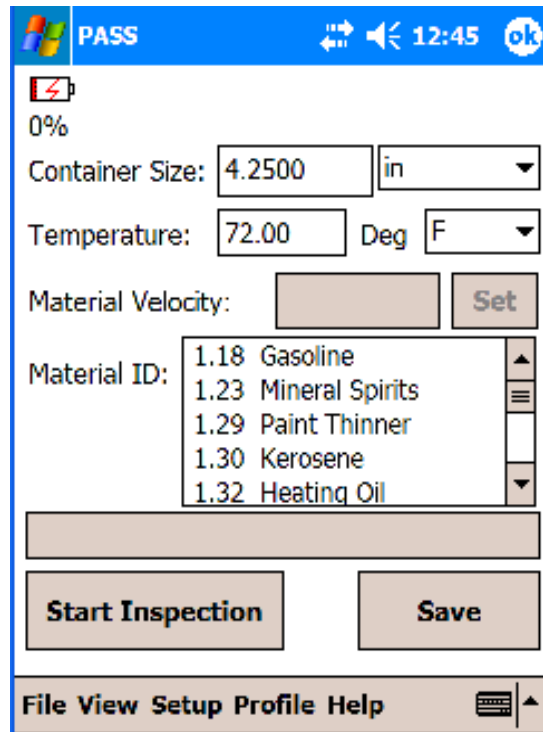 PASS 12:45 ok
0%
Container Size: 4.2500 in
Temperature: 72.00 Deg F
Material Velocity: Set
Material ID:
1.18 Gasoline
1.23 Mineral Spirits
1.29 Paint Thinner
1.30 Kerosene
1.32 Heating Oil
Start Inspection Save
File View Setup Profile Help